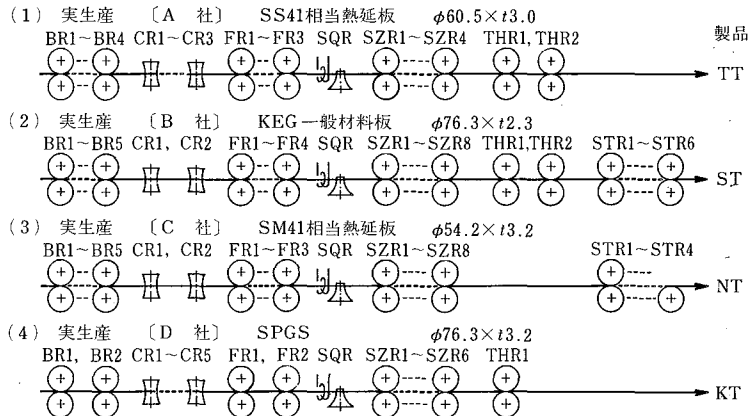 (1) 実生産 〔A 社〕 SS41相当熱延板 φ60.5×t3.0
BR1~BR4 CR1~CR3 FR1~FR3 SQR SZR1~SZR4 THR1,THR2 製品
TT
(2) 実生産 〔B 社〕 KEG一般材料板 φ76.3×t2.3
BR1~BR5 CR1, CR2 FR1~FR4 SQR SZR1~SZR8 THR1,THR2 STR1~STR6
ST
(3) 実生産 〔C 社〕 SM41相当熱延板 φ54.2×t3.2
BR1~BR5 CR1, CR2 FR1~FR3 SQR SZR1~SZR8 STR1~STR4
NT
(4) 実生産 〔D 社〕 SPGS φ76.3×t3.2
BR1, BR2 CR1~CR5 FR1, FR2 SQR SZR1~SZR6 THR1
KT